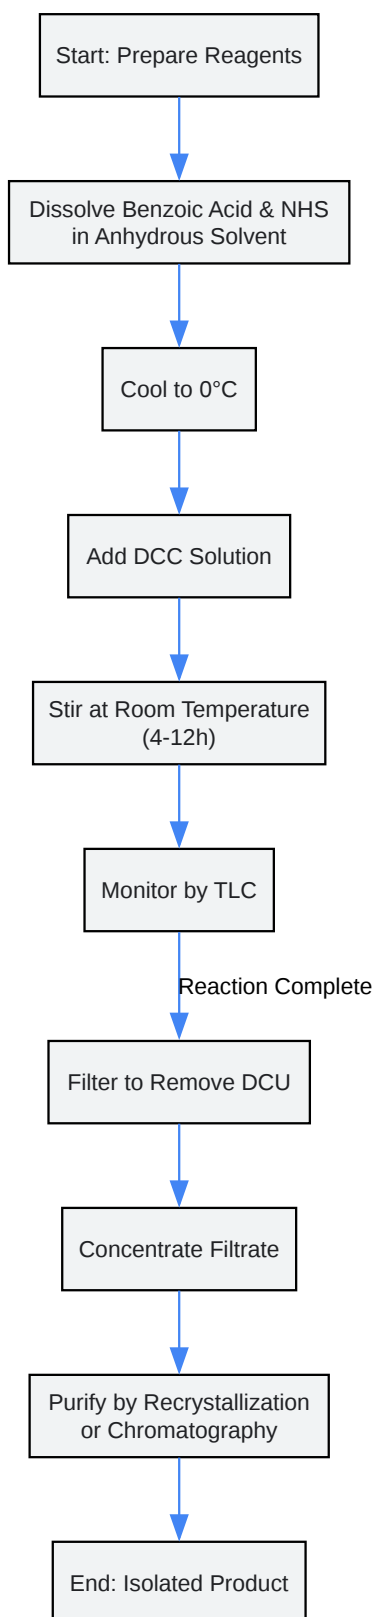 Start: Prepare Reagents
Dissolve Benzoic Acid & NHS
in Anhydrous Solvent
Cool to 0°C
Add DCC Solution
Stir at Room Temperature
(4-12h)
Monitor by TLC
Reaction Complete
Filter to Remove DCU
Concentrate Filtrate
Purify by Recrystallization
or Chromatography
End: Isolated Product